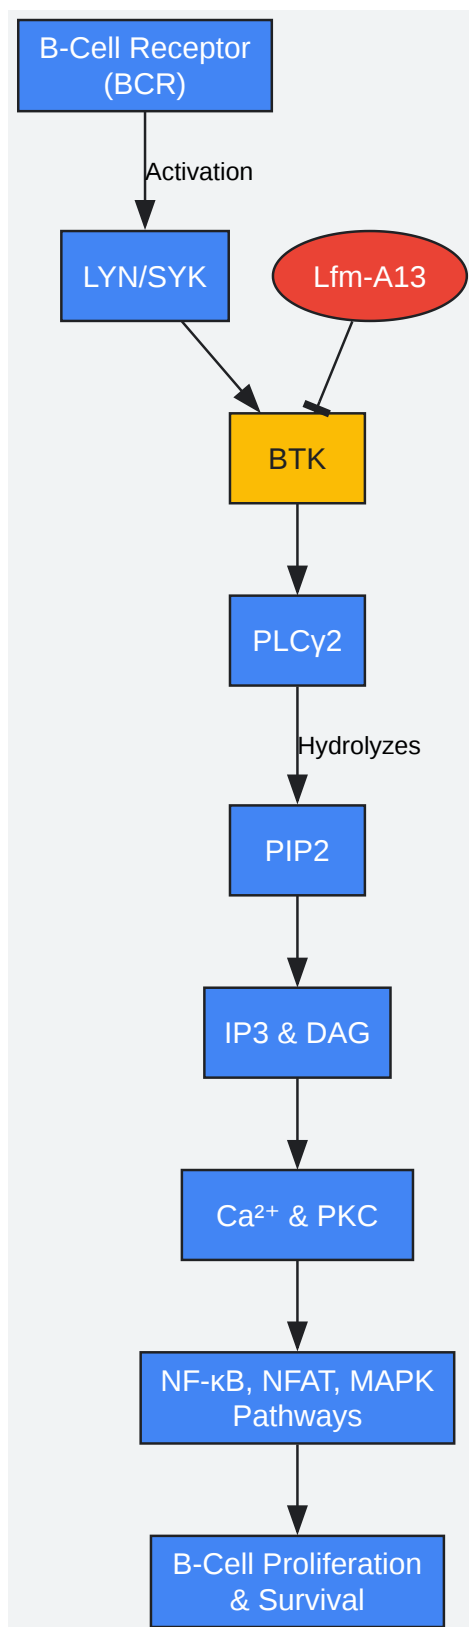 B-Cell Receptor
(BCR)
Activation
LYN/SYK
Lfm-A13
BTK
PLCγ2
Hydrolyzes
PIP2
IP3 & DAG
Ca²⁺ & PKC
NF-κB, NFAT, MAPK
Pathways
B-Cell Proliferation
& Survival